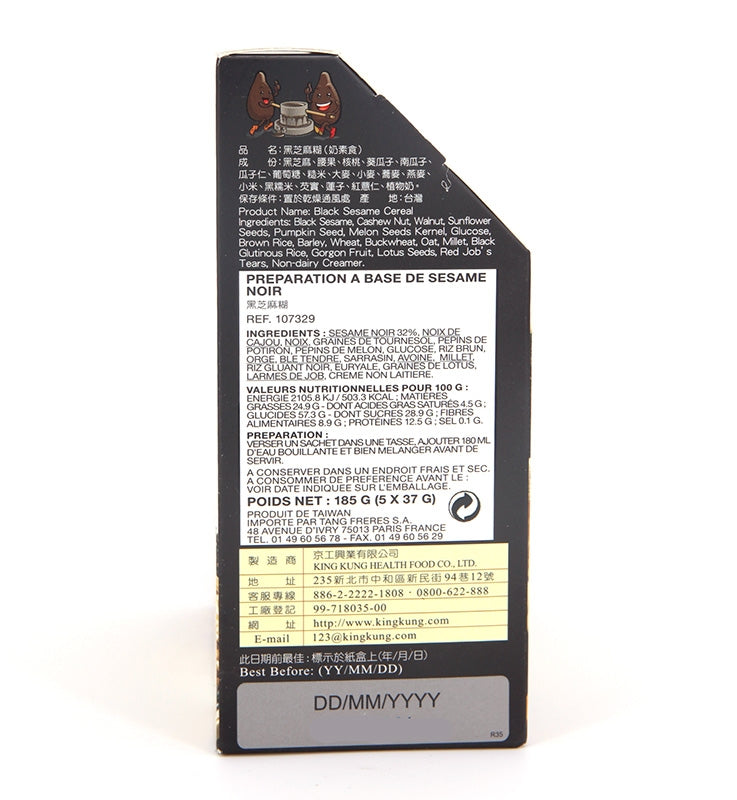 品　名：黑芝麻糊（奶素食）
成　份：黑芝麻、腰果、核桃、葵瓜子、南瓜子、
瓜子仁、葡萄糖、糙米、大麥、小麥、蕎麥、燕麥、
小米、黑糯米、芡實、蓮子、紅薏仁、植物奶。
保存條件：置於乾燥通風處　產　地：台灣
Product Name: Black Sesame Cereal
Ingredients: Black Sesame, Cashew Nut, Walnut, Sunflower
Seeds, Pumpkin Seed, Melon Seeds Kernel, Glucose,
Brown Rice, Barley, Wheat, Buckwheat, Oat, Millet, Black
Glutinous Rice, Gorgon Fruit, Lotus Seeds, Red Job's
Tears, Non-dairy Creamer.
PREPARATION A BASE DE SESAME
NOIR
黑芝麻糊
REF. 107329
INGREDIENTS : SESAME NOIR 32%, NOIX DE
CAJOU, NOIX, GRAINES DE TOURNESOL, PEPINS DE
POTIRON, PEPINS DE MELON, GLUCOSE, RIZ BRUN,
ORGE, BLE TENDRE, SARRASIN, AVOINE, MILLET,
RIZ GLUANT NOIR, EURYALE, GRAINES DE LOTUS,
LARMES DE JOB, CREME NON LAITIERE.
VALEURS NUTRITIONNELLES POUR 100 G :
ENERGIE 2105.8 KJ / 503.3 KCAL ; MATIÈRES
GRASSES 24.9 G - DONT ACIDES GRAS SATURÉS 4.5 G ;
GLUCIDES 57.3 G - DONT SUCRES 28.9 G ; FIBRES
ALIMENTAIRES 8.9 G ; PROTÉINES 12.5 G ; SEL 0.1 G.
PREPARATION :
VERSER UN SACHET DANS UNE TASSE, AJOUTER 180 ML
D'EAU BOUILLANTE ET BIEN MELANGER AVANT DE
SERVIR.
A CONSERVER DANS UN ENDROIT FRAIS ET SEC.
A CONSOMMER DE PREFERENCE AVANT LE :
VOIR DATE INDIQUEE SUR L'EMBALLAGE.
POIDS NET : 185 G (5 X 37 G)
PRODUIT DE TAIWAN
IMPORTE PAR TANG FRERES S.A.
48 AVENUE D'IVRY 75013 PARIS FRANCE
TEL. 01 49 60 56 78 - FAX. 01 49 60 56 29
製造商 京工興業有限公司
KING KUNG HEALTH FOOD CO., LTD.
地　址 235新北市中和區新民街94巷12號
客服專線 886-2-2222-1808・0800-622-888
工廠登記 99-718035-00
網　址 http://www.kingkung.com
E-mail 123@kingkung.com
此日期前最佳：標示於紙盒上(年/月/日)
Best Before: (YY/MM/DD)
DD/MM/YYYY
R35